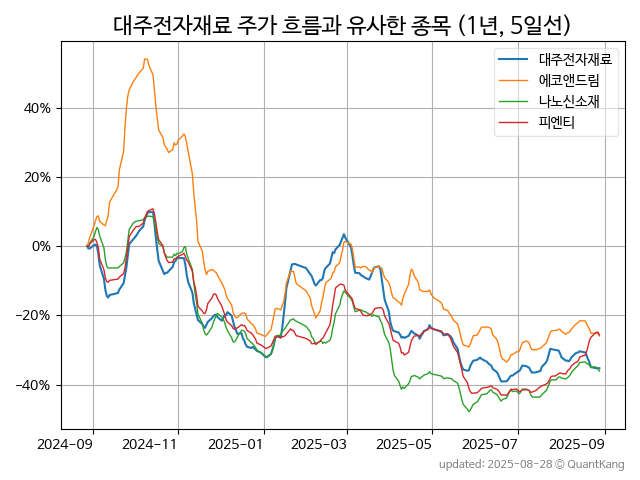 대주전자재료 주가 흐름과 유사한 종목 (1년, 5일선)
대주전자재료
에코앤드림
나노신소재
피엔티
40%
20%
0%
−20%
−40%
2024-09 2024-11 2025-01 2025-03 2025-05 2025-07 2025-09
updated: 2025-08-28 © QuantKang